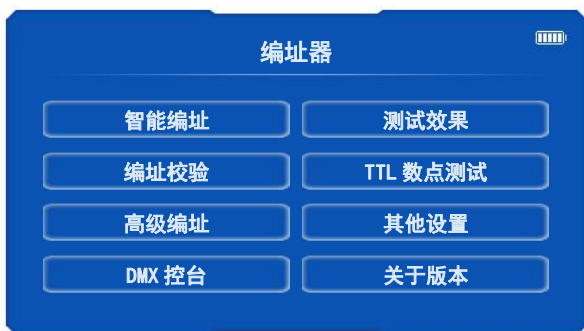 编址器
智能编址
测试效果
编址校验
TTL 数点测试
高级编址
其他设置
DMX 控台
关于版本